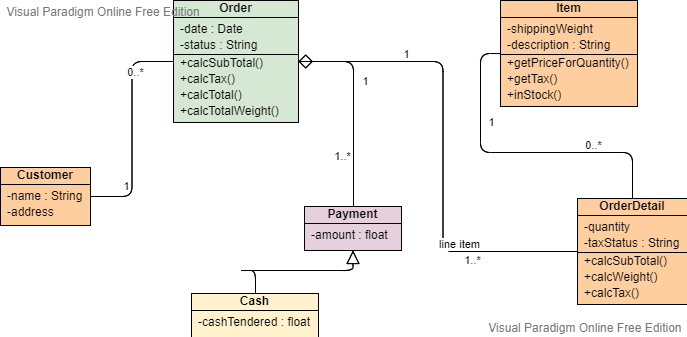 Visual Paradigm Online Free Edition
Order
-date : Date
-status : String
+calcSubTotal()
+calcTax()
+calcTotal()
+calcTotalWeight()
Item
-shippingWeight
-description : String
+getPriceForQuantity()
+getTax()
+inStock()
0..*
1
1
1
0..*
1..*
Customer
-name : String
-address
1
Payment
-amount : float
OrderDetail
-quantity
-taxStatus : String
+calcSubTotal()
+calcWeight()
+calcTax()
line item
1..*
Cash
-cashTendered : float
Visual Paradigm Online Free Edition